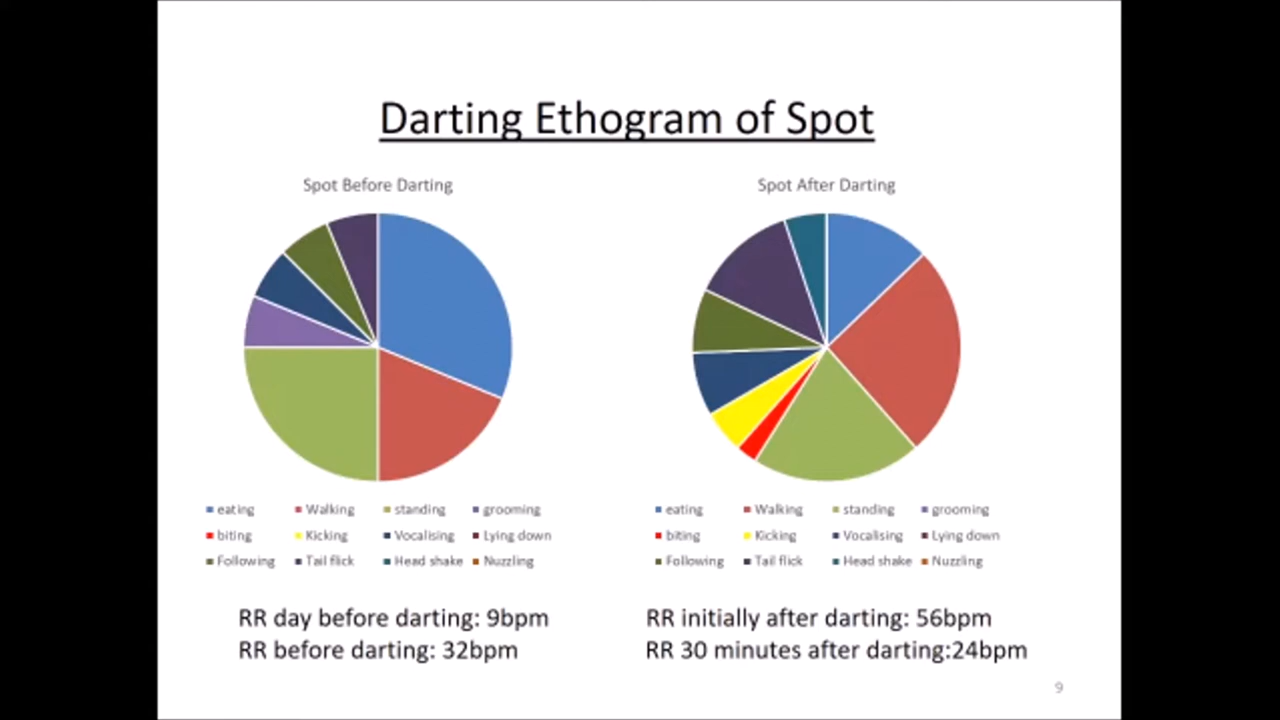 Darting Ethogram of Spot
Spot Before Darting
eating Walking standing grooming
biting Kicking Vocalising Lying down
Following Tail flick Head shake Nuzzling
RR day before darting: 9bpm
RR before darting: 32bpm
Spot After Darting
eating Walking standing grooming
biting Kicking Vocalising Lying down
Following Tail flick Head shake Nuzzling
RR initially after darting: 56bpm
RR 30 minutes after darting:24bpm
9